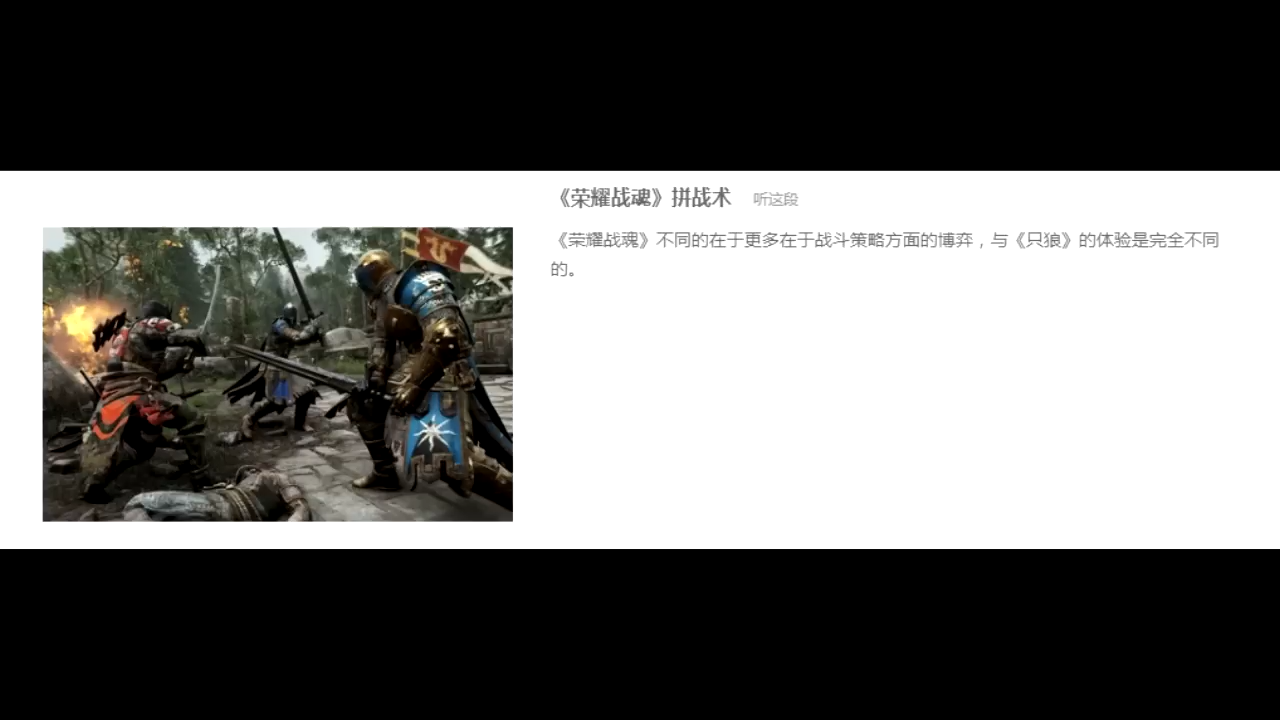 《荣耀战魂》拼战术 听这段
《荣耀战魂》不同的在于更多在于战斗策略方面的博弈，与《只狼》的体验是完全不同
的。